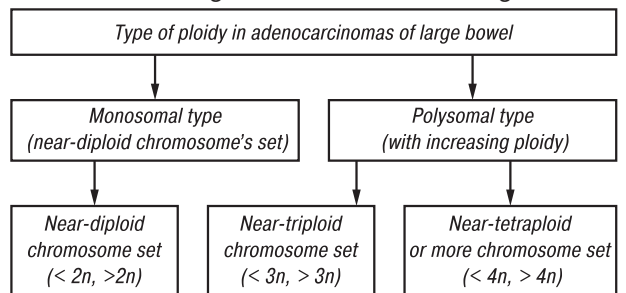 Type of ploidy in adenocarcinomas of large bowel
Monosomal type
(near-diploid chromosome's set)
Polysomal type
(with increasing ploidy)
Near-diploid
chromosome set
(< 2n, >2n)
Near-triploid
chromosome set
(< 3n, > 3n)
Near-tetraploid
or more chromosome set
(< 4n, > 4n)